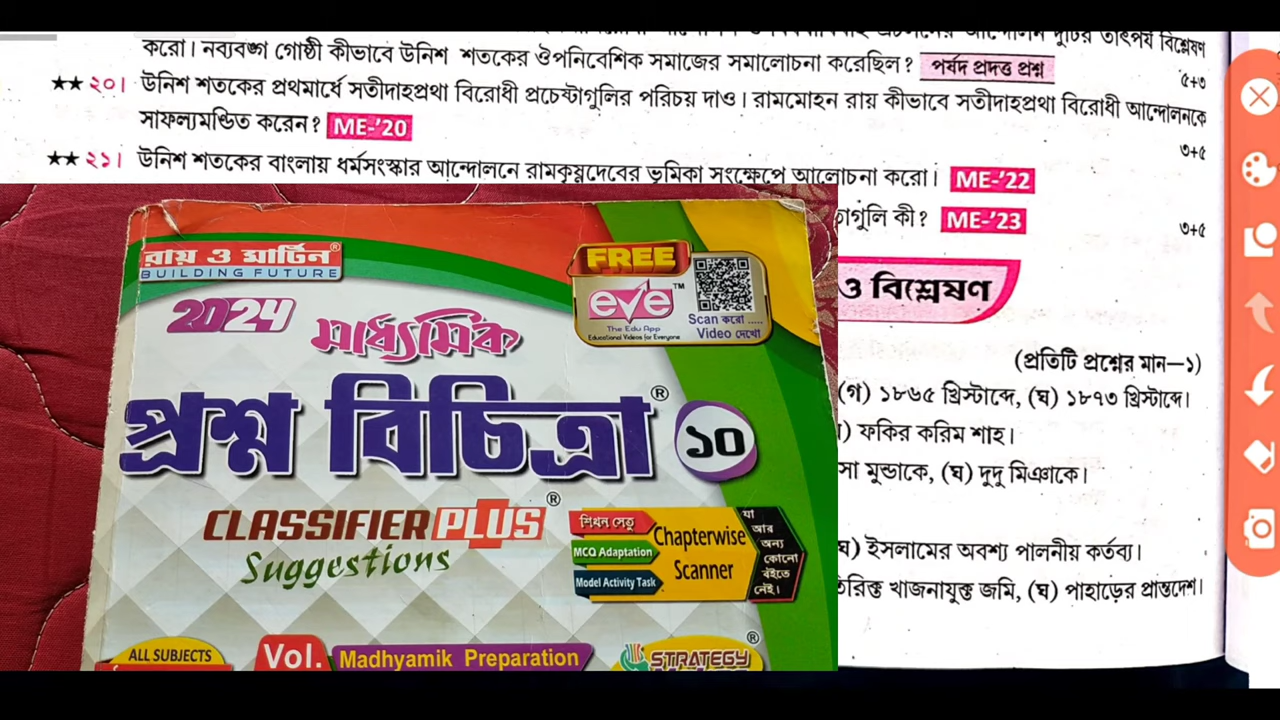 করো। নব্যবঙ্গ গোষ্ঠী কীভাবে উনিশ শতকের ঔপনিবেশিক সমাজের সমালোচনা করেছিল? পর্ষদ প্রদত্ত প্রশ্ন ৫+৩
★★ ২০। উনিশ শতকের প্রথমার্ধে সতীদাহপ্রথা বিরোধী প্রচেষ্টাগুলির পরিচয় দাও। রামমোহন রায় কীভাবে সতীদাহপ্রথা বিরোধী আন্দোলনকে
সাফল্যমণ্ডিত করেন? ME-'20 ৩+৫
★★ ২১। উনিশ শতকের বাংলায় ধর্মসংস্কার আন্দোলনে রামকৃষ্ণদেবের ভূমিকা সংক্ষেপে আলোচনা করো। ME-'22
গুলি কী? ME-'23 ৩+৫
ও বিশ্লেষণ
(প্রতিটি প্রশ্নের মান—১)
(গ) ১৮৬৫ খ্রিস্টাব্দে, (ঘ) ১৮৭৩ খ্রিস্টাব্দে।
) ফকির করিম শাহ।
মুন্ডাকে, (ঘ) দুদু মিঞাকে।
ঘ) ইসলামের অবশ্য পালনীয় কর্তব্য।
খাজনাযুক্ত জমি, (ঘ) পাহাড়ের প্রান্তদেশ।
রায় ও মার্টিন®
BUILDING FUTURE
FREE
eve™
The Edu App
Educational Videos for Everyone
Scan করো .....
Video দেখো
2024 মাধ্যমিক
প্রশ্ন বিচিত্রা® ১০
CLASSIFIER PLUS®
Suggestions
শিখন সেতু
MCQ Adaptation
Model Activity Task
Chapterwise
Scanner
যা
আর
অন্য
কোনো
বইতে
নেই।
ALL SUBJECTS
Vol.
Madhyamik Preparation
STRATEGY®